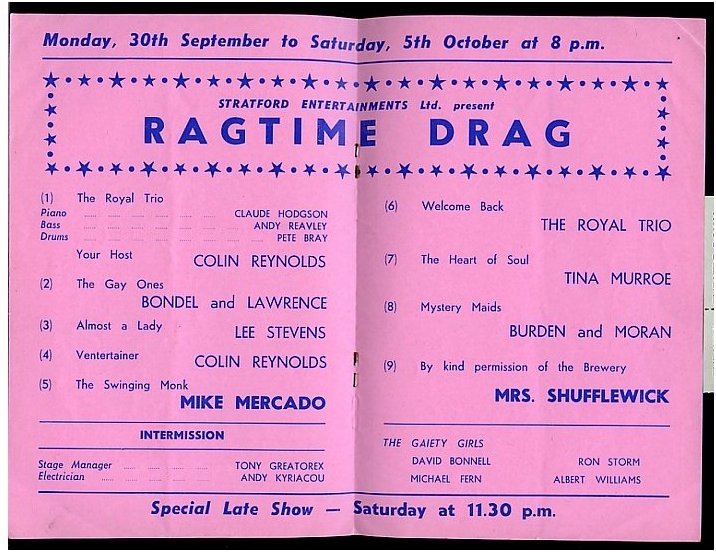 Monday, 30th September to Saturday, 5th October at 8 p.m.
STRATFORD ENTERTAINMENTS Ltd. present
RAGTIME DRAG
(1) The Royal Trio
Piano ...... ...... ...... ...... ...... ...... CLAUDE HODGSON
Bass ...... ...... ...... ...... ...... ...... ANDY REAVLEY
Drums ...... ...... ...... ...... ...... ...... ...... PETE BRAY
Your Host COLIN REYNOLDS
(2) The Gay Ones
BONDEL and LAWRENCE
(3) Almost a Lady LEE STEVENS
(4) Ventertainer COLIN REYNOLDS
(5) The Swinging Monk
MIKE MERCADO
INTERMISSION
Stage Manager ...... ...... ...... ...... TONY GREATOREX
Electrician ...... ...... ...... ...... ...... ANDY KYRIACOU
(6) Welcome Back
THE ROYAL TRIO
(7) The Heart of Soul
TINA MURROE
(8) Mystery Maids
BURDEN and MORAN
(9) By kind permission of the Brewery
MRS. SHUFFLEWICK
THE GAIETY GIRLS
DAVID BONNELL RON STORM
MICHAEL FERN ALBERT WILLIAMS
Special Late Show — Saturday at 11.30 p.m.